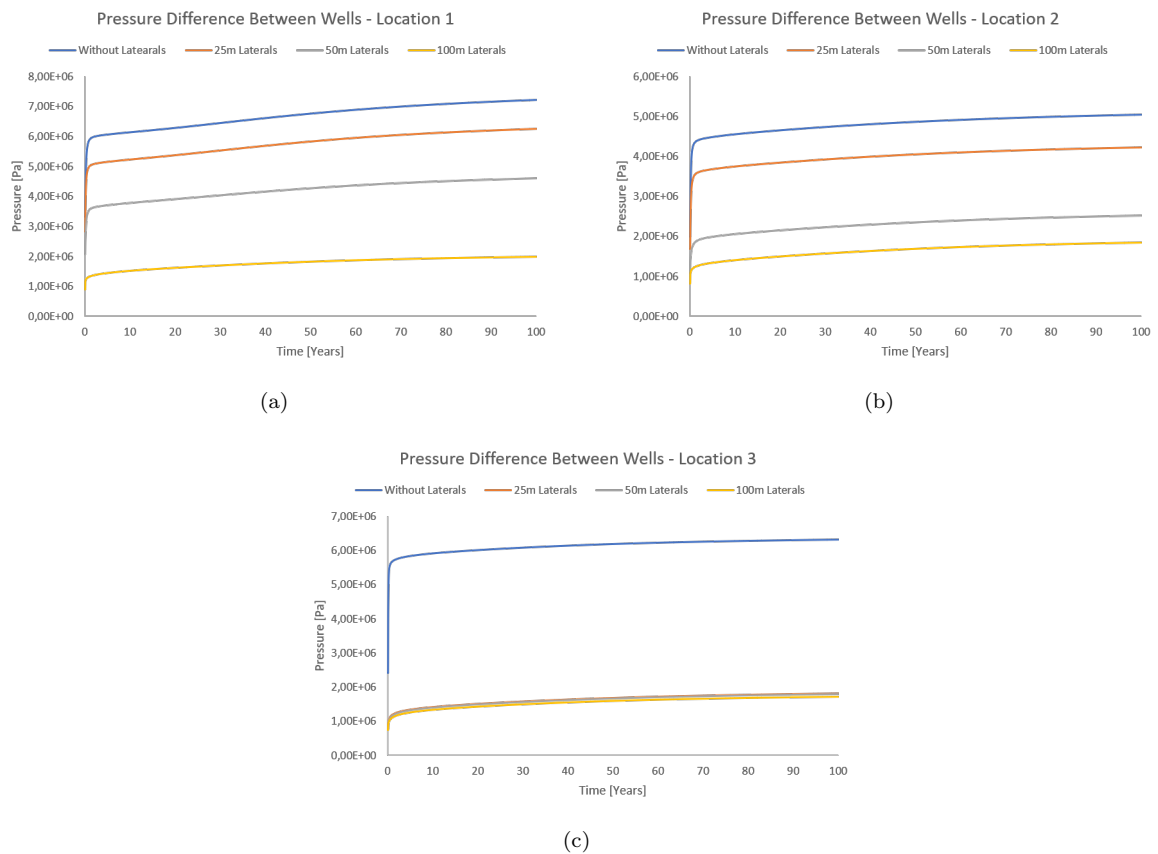 Pressure Difference Between Wells - Location 1
Without Latearals 25m Laterals 50m Laterals 100m Laterals
8,00E+06
7,00E+06
6,00E+06
5,00E+06
4,00E+06
3,00E+06
2,00E+06
1,00E+06
0,00E+00
Pressure [Pa]
0 10 20 30 40 50 60 70 80 90 100
Time [Years]
(a)
Pressure Difference Between Wells - Location 2
Without Laterals 25m Laterals 50m Laterals 100m Laterals
6,00E+06
5,00E+06
4,00E+06
3,00E+06
2,00E+06
1,00E+06
0,00E+00
Pressure [Pa]
0 10 20 30 40 50 60 70 80 90 100
Time [Years]
(b)
Pressure Difference Between Wells - Location 3
Without Laterals 25m Laterals 50m Laterals 100m Laterals
7,00E+06
6,00E+06
5,00E+06
4,00E+06
3,00E+06
2,00E+06
1,00E+06
0,00E+00
Pressure [Pa]
0 10 20 30 40 50 60 70 80 90 100
Time [Years]
(c)